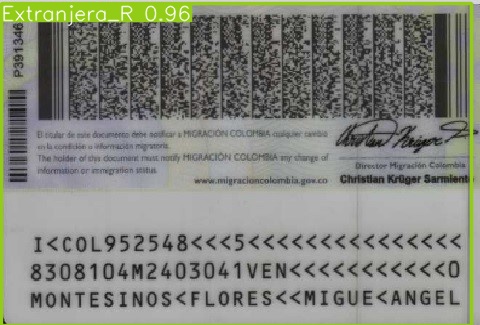 Extranjera_R 0.96
P391346
El titular de este documento debe notificar a MIGRACIÓN COLOMBIA cualquier cambio
en la condición e información migratoria.
The holder of this document must notify MIGRACIÓN COLOMBIA any change of
information or immigration status.
www.migracioncolombia.gov.co
Director Migración Colombia
Christian Krüger Sarmiento
I<COL952548<<<5<<<<<<<<<<<<<<<
8308104M2403041VEN<<<<<<<<<<<0
MONTESINOS<FLORES<<MIGUE<ANGEL